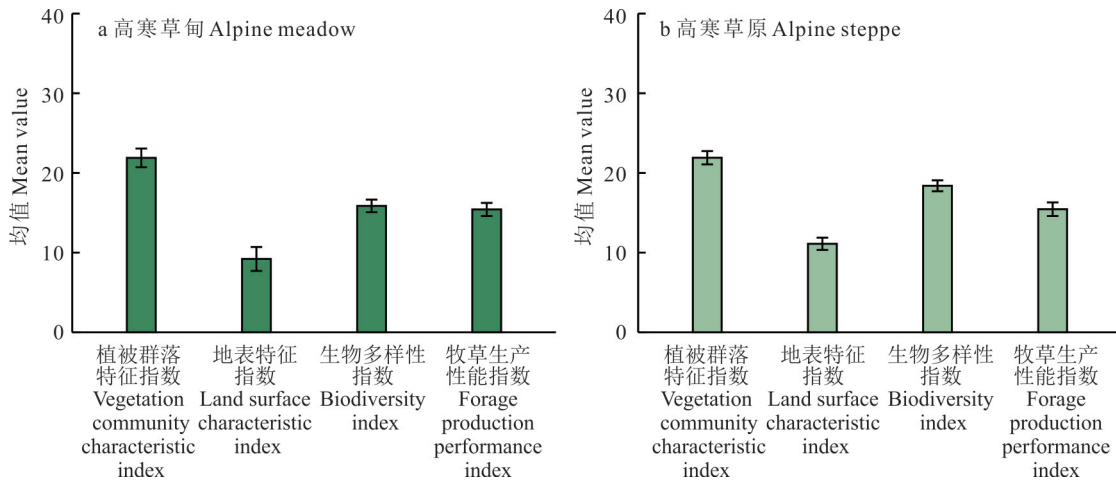 a 高寒草甸 Alpine meadow
均值 Mean value
40
30
20
10
0
植被群落
特征指数
Vegetation
community
characteristic
index
地表特征
指数
Land surface
characteristic
index
生物多样性
指数
Biodiversity
index
牧草生产
性能指数
Forage
production
performance
index
b 高寒草原 Alpine steppe
均值 Mean value
40
30
20
10
0
植被群落
特征指数
Vegetation
community
characteristic
index
地表特征
指数
Land surface
characteristic
index
生物多样性
指数
Biodiversity
index
牧草生产
性能指数
Forage
production
performance
index